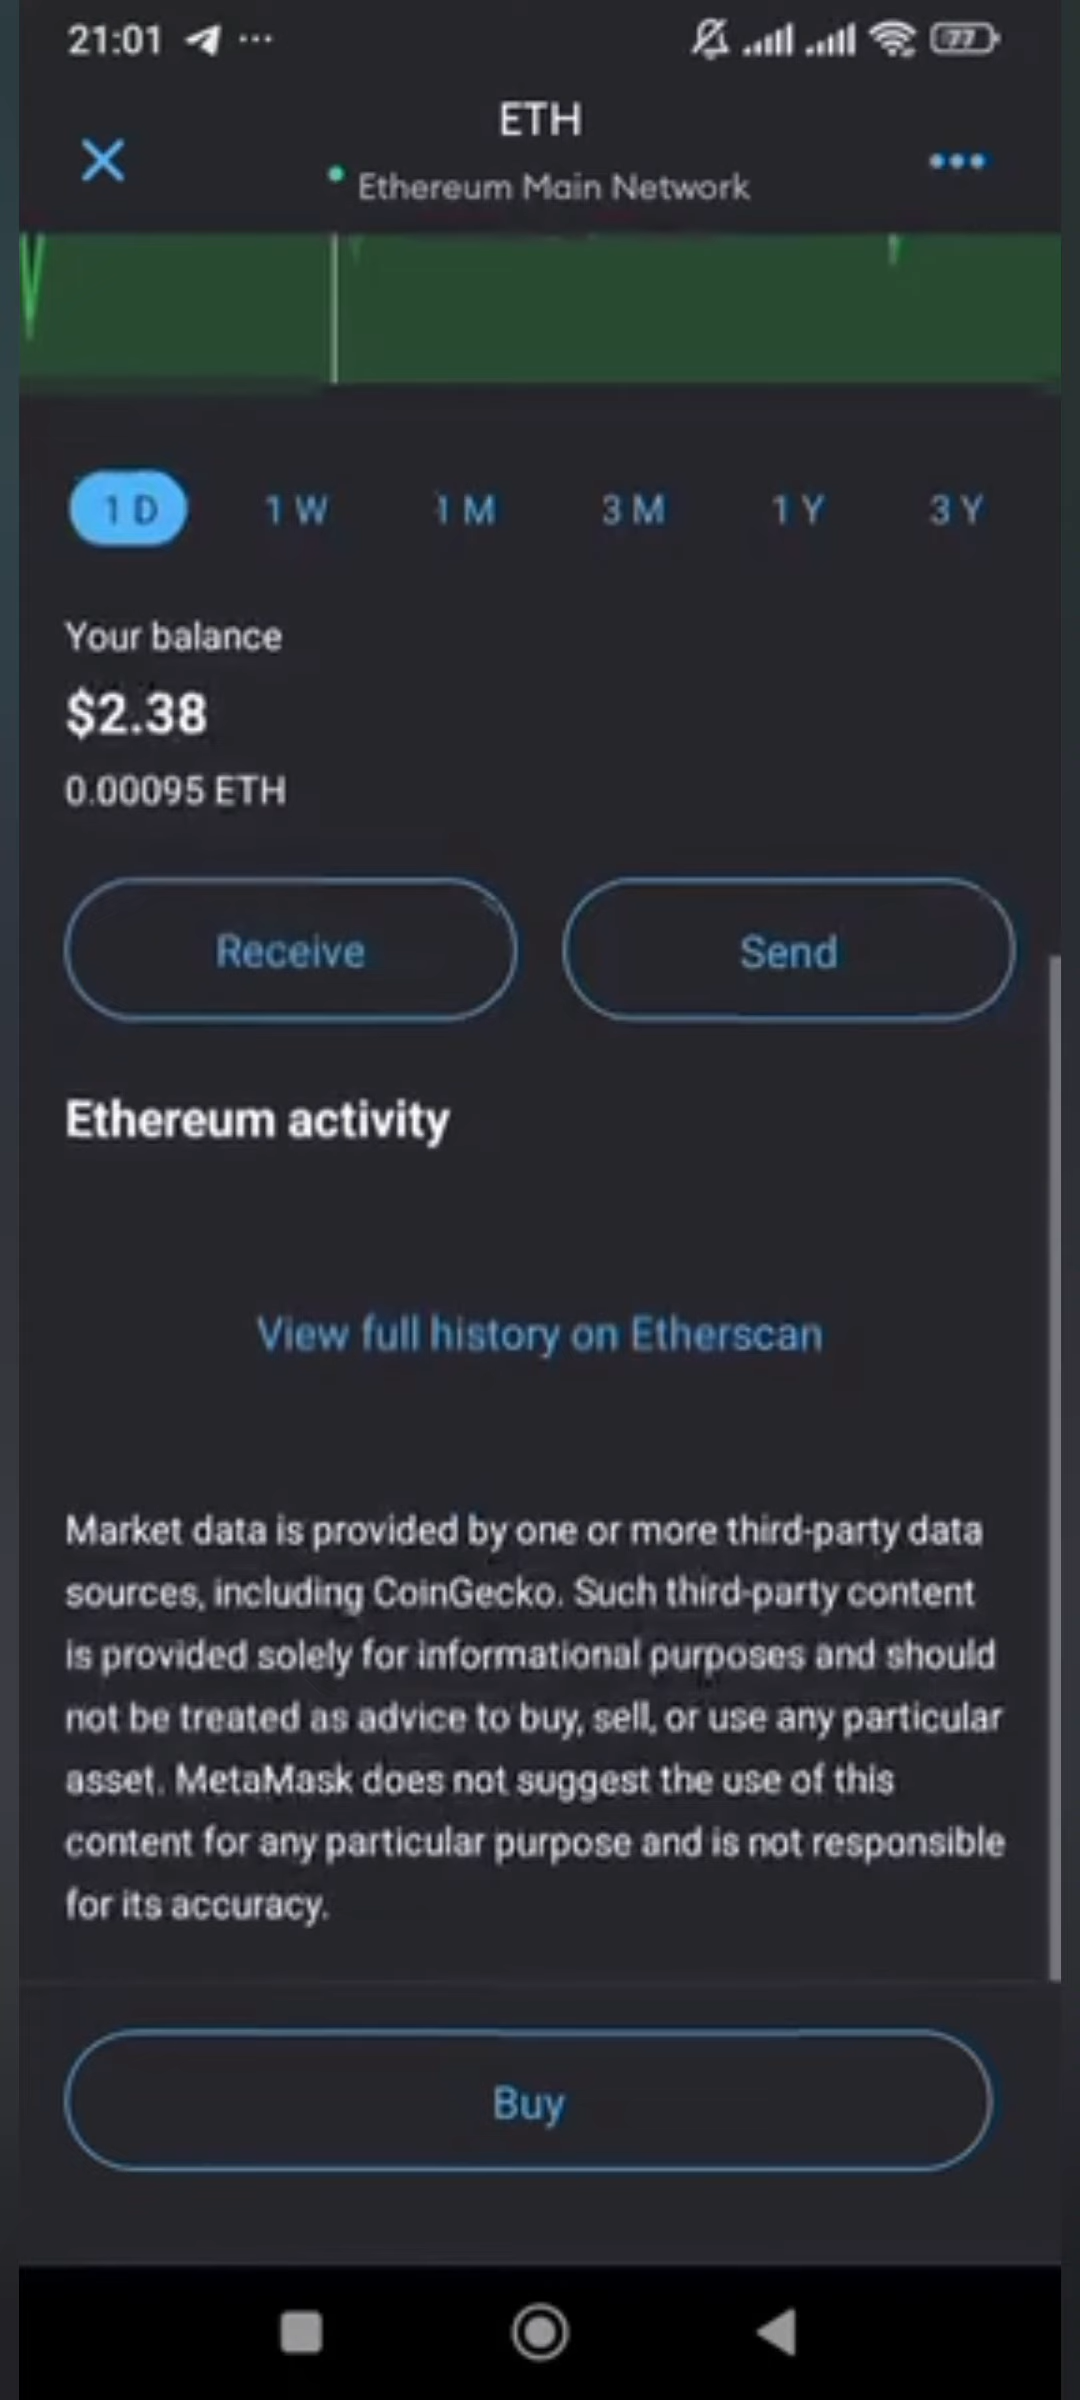 21:01
77
ETH
Ethereum Main Network
1 D 1 W 1 M 3 M 1 Y 3 Y
Your balance
$2.38
0.00095 ETH
Receive Send
Ethereum activity
View full history on Etherscan
Market data is provided by one or more third-party data
sources, including CoinGecko. Such third-party content
is provided solely for informational purposes and should
not be treated as advice to buy, sell, or use any particular
asset. MetaMask does not suggest the use of this
content for any particular purpose and is not responsible
for its accuracy.
Buy